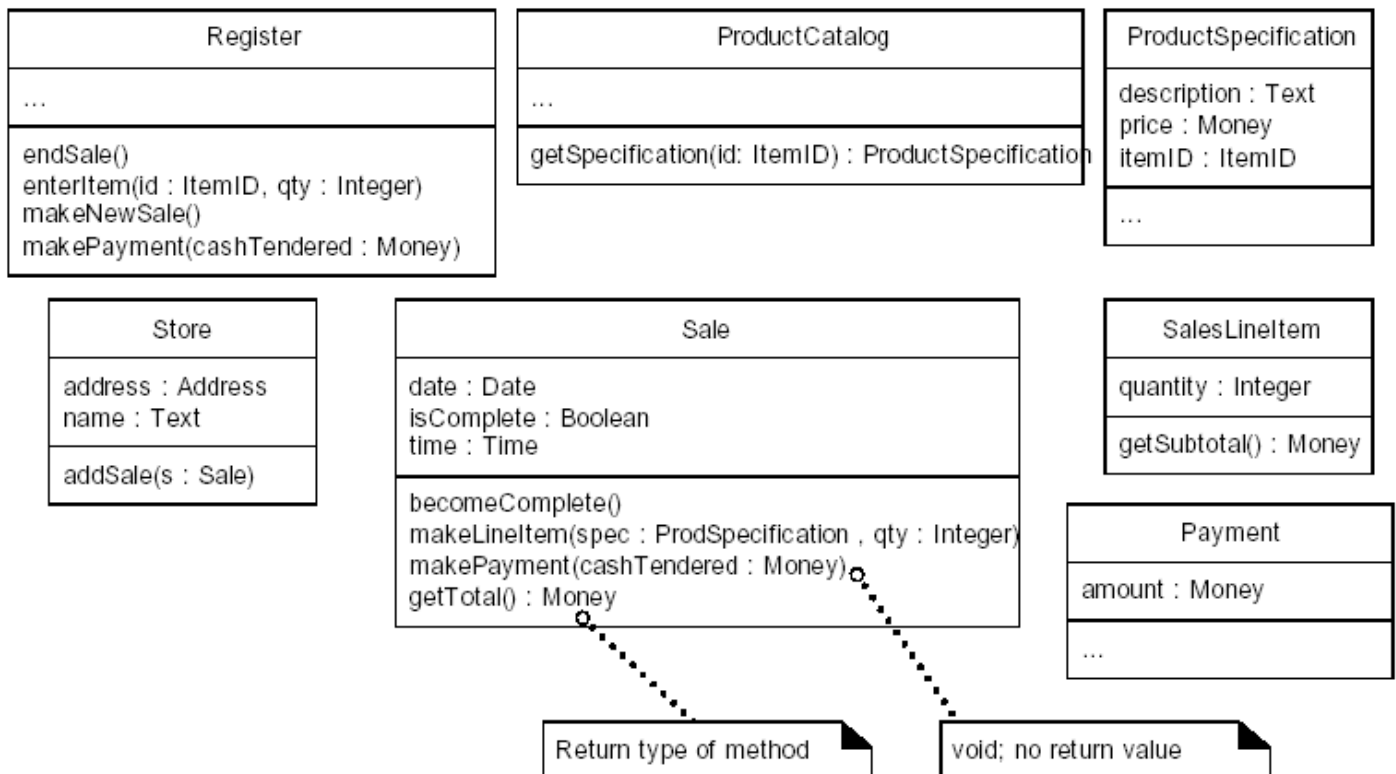 Register
...
endSale()
enterItem(id : ItemID, qty : Integer)
makeNewSale()
makePayment(cashTendered : Money)
ProductCatalog
...
getSpecification(id: ItemID) : ProductSpecification
ProductSpecification
description : Text
price : Money
itemID : ItemID
...
Store
address : Address
name : Text
addSale(s : Sale)
Sale
date : Date
isComplete : Boolean
time : Time
becomeComplete()
makeLineItem(spec : ProdSpecification , qty : Integer)
makePayment(cashTendered : Money)
getTotal() : Money
SalesLineItem
quantity : Integer
getSubtotal() : Money
Payment
amount : Money
...
Return type of method
void; no return value